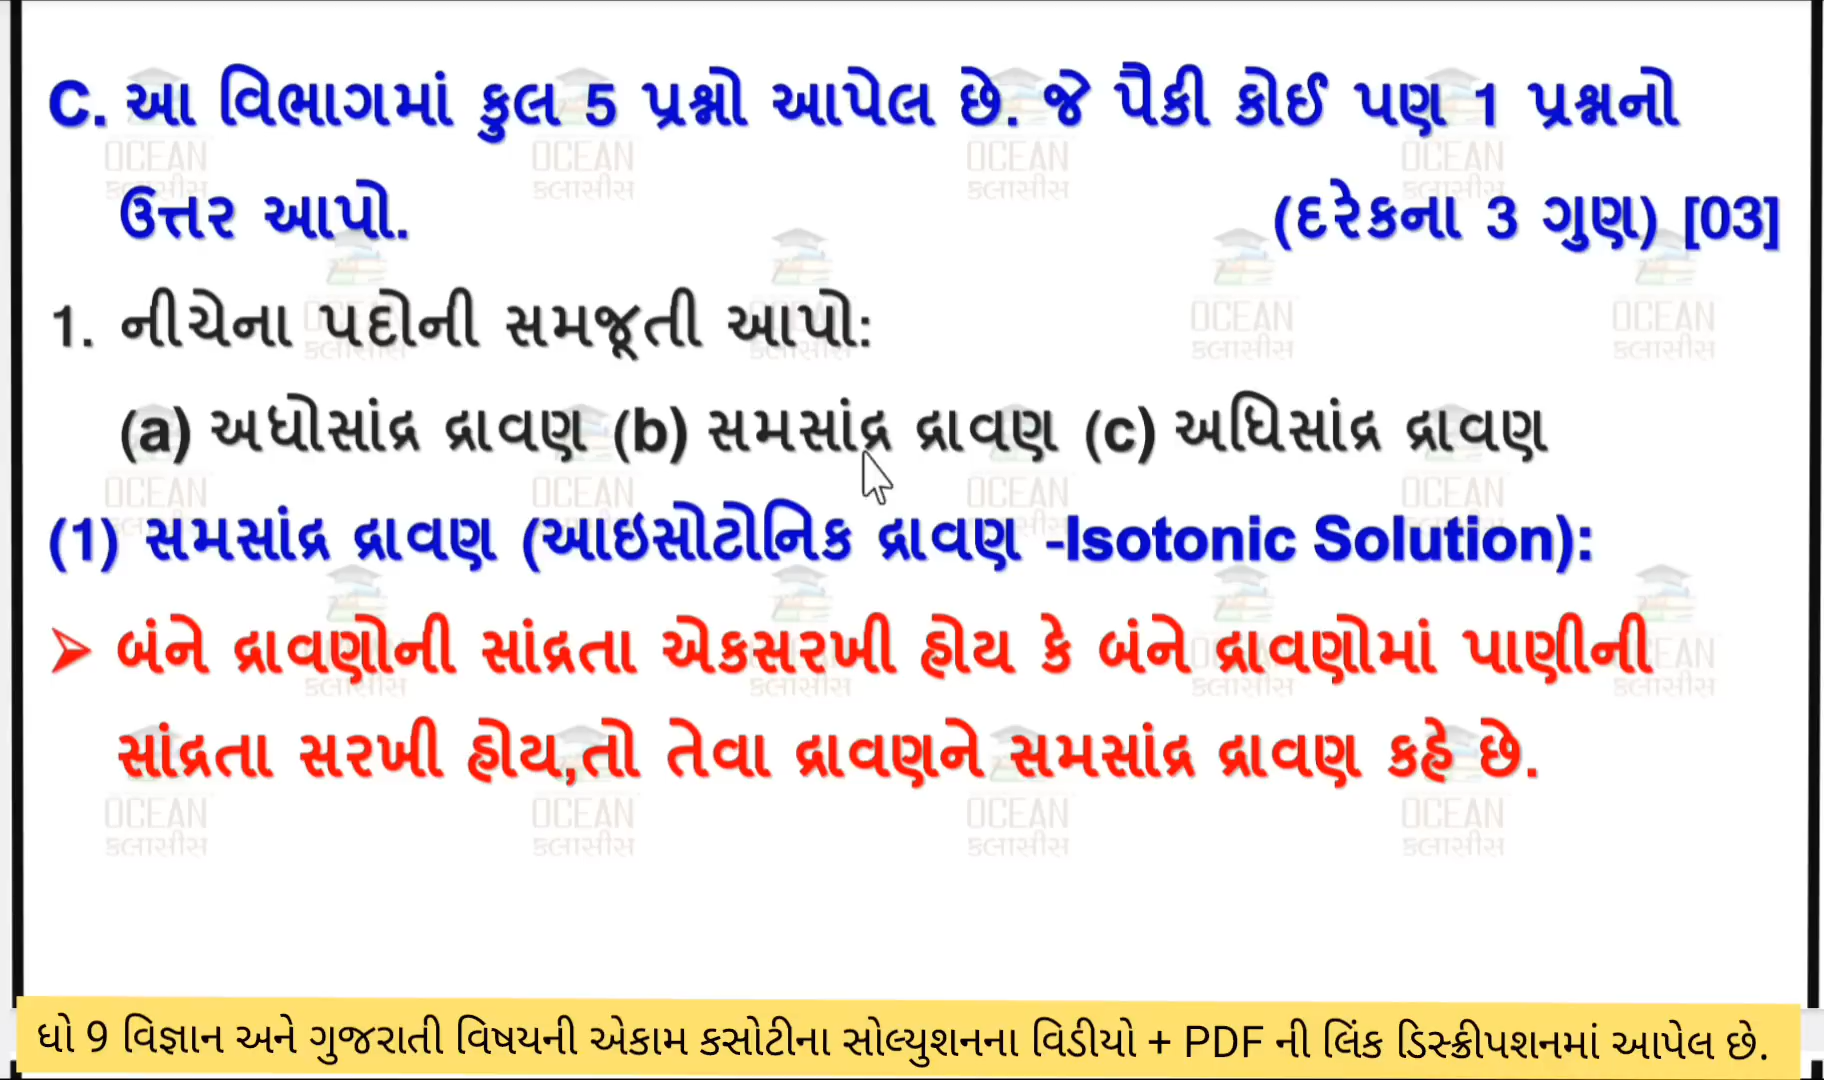 C. આ વિભાગમાં કુલ 5 પ્રશ્નો આપેલ છે. જે પૈકી કોઈ પણ 1 પ્રશ્નનો
ઉત્તર આપો. (દરેકના 3 ગુણ) [03]
1. નીચેના પદોની સમજૂતી આપો:
(a) અધોસાંદ્ર દ્રાવણ (b) સમસાંદ્ર દ્રાવણ (c) અધિસાંદ્ર દ્રાવણ
(1) સમસાંદ્ર દ્રાવણ (આઇસોટોનિક દ્રાવણ -Isotonic Solution):
➢ બંને દ્રાવણોની સાંદ્રતા એકસરખી હોય કે બંને દ્રાવણોમાં પાણીની
સાંદ્રતા સરખી હોય,તો તેવા દ્રાવણને સમસાંદ્ર દ્રાવણ કહે છે.
OCEAN
કલાસીસ
ધો 9 વિજ્ઞાન અને ગુજરાતી વિષયની એકામ કસોટીના સોલ્યુશનના વિડીયો + PDF ની લિંક ડિસ્ક્રીપશનમાં આપેલ છે.